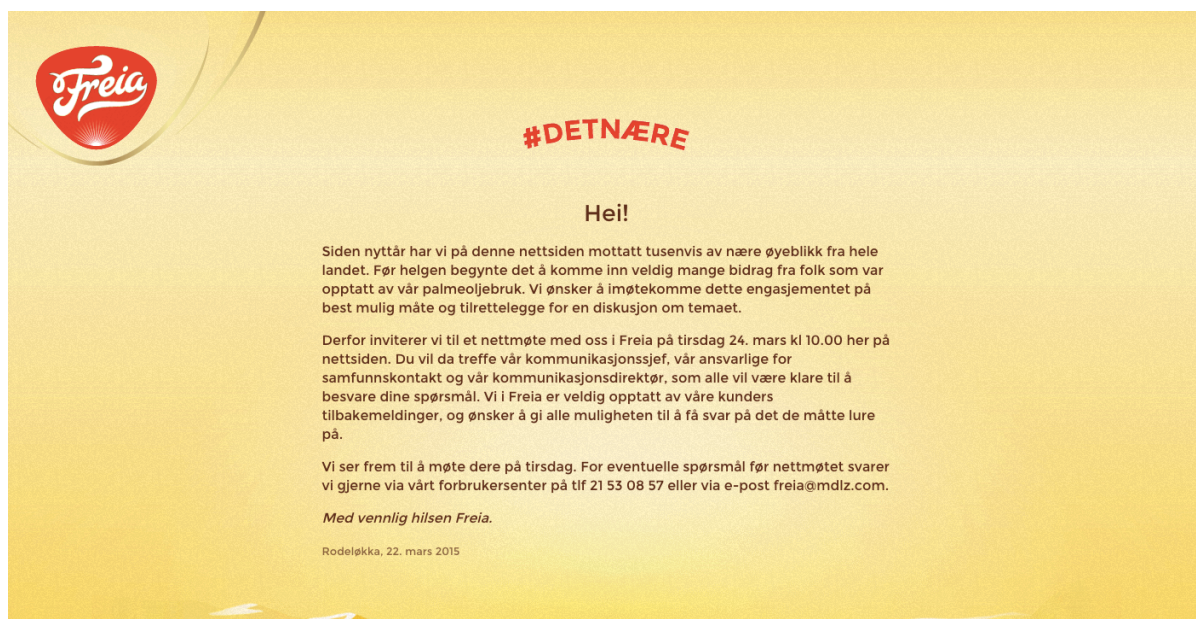 Freia
#DETNÆRE
Hei!
Siden nyttår har vi på denne nettsiden mottatt tusenvis av nære øyeblikk fra hele
landet. Før helgen begynte det å komme inn veldig mange bidrag fra folk som var
opptatt av vår palmeoljebruk. Vi ønsker å imøtekomme dette engasjementet på
best mulig måte og tilrettelegge for en diskusjon om temaet.
Derfor inviterer vi til et nettmøte med oss i Freia på tirsdag 24. mars kl 10.00 her på
nettsiden. Du vil da treffe vår kommunikasjonssjef, vår ansvarlige for
samfunnskontakt og vår kommunikasjonsdirektør, som alle vil være klare til å
besvare dine spørsmål. Vi i Freia er veldig opptatt av våre kunders
tilbakemeldinger, og ønsker å gi alle muligheten til å få svar på det de måtte lure
på.
Vi ser frem til å møte dere på tirsdag. For eventuelle spørsmål før nettmøtet svarer
vi gjerne via vårt forbrukersenter på tlf 21 53 08 57 eller via e-post freia@mdlz.com.
Med vennlig hilsen Freia.
Rodeløkka, 22. mars 2015